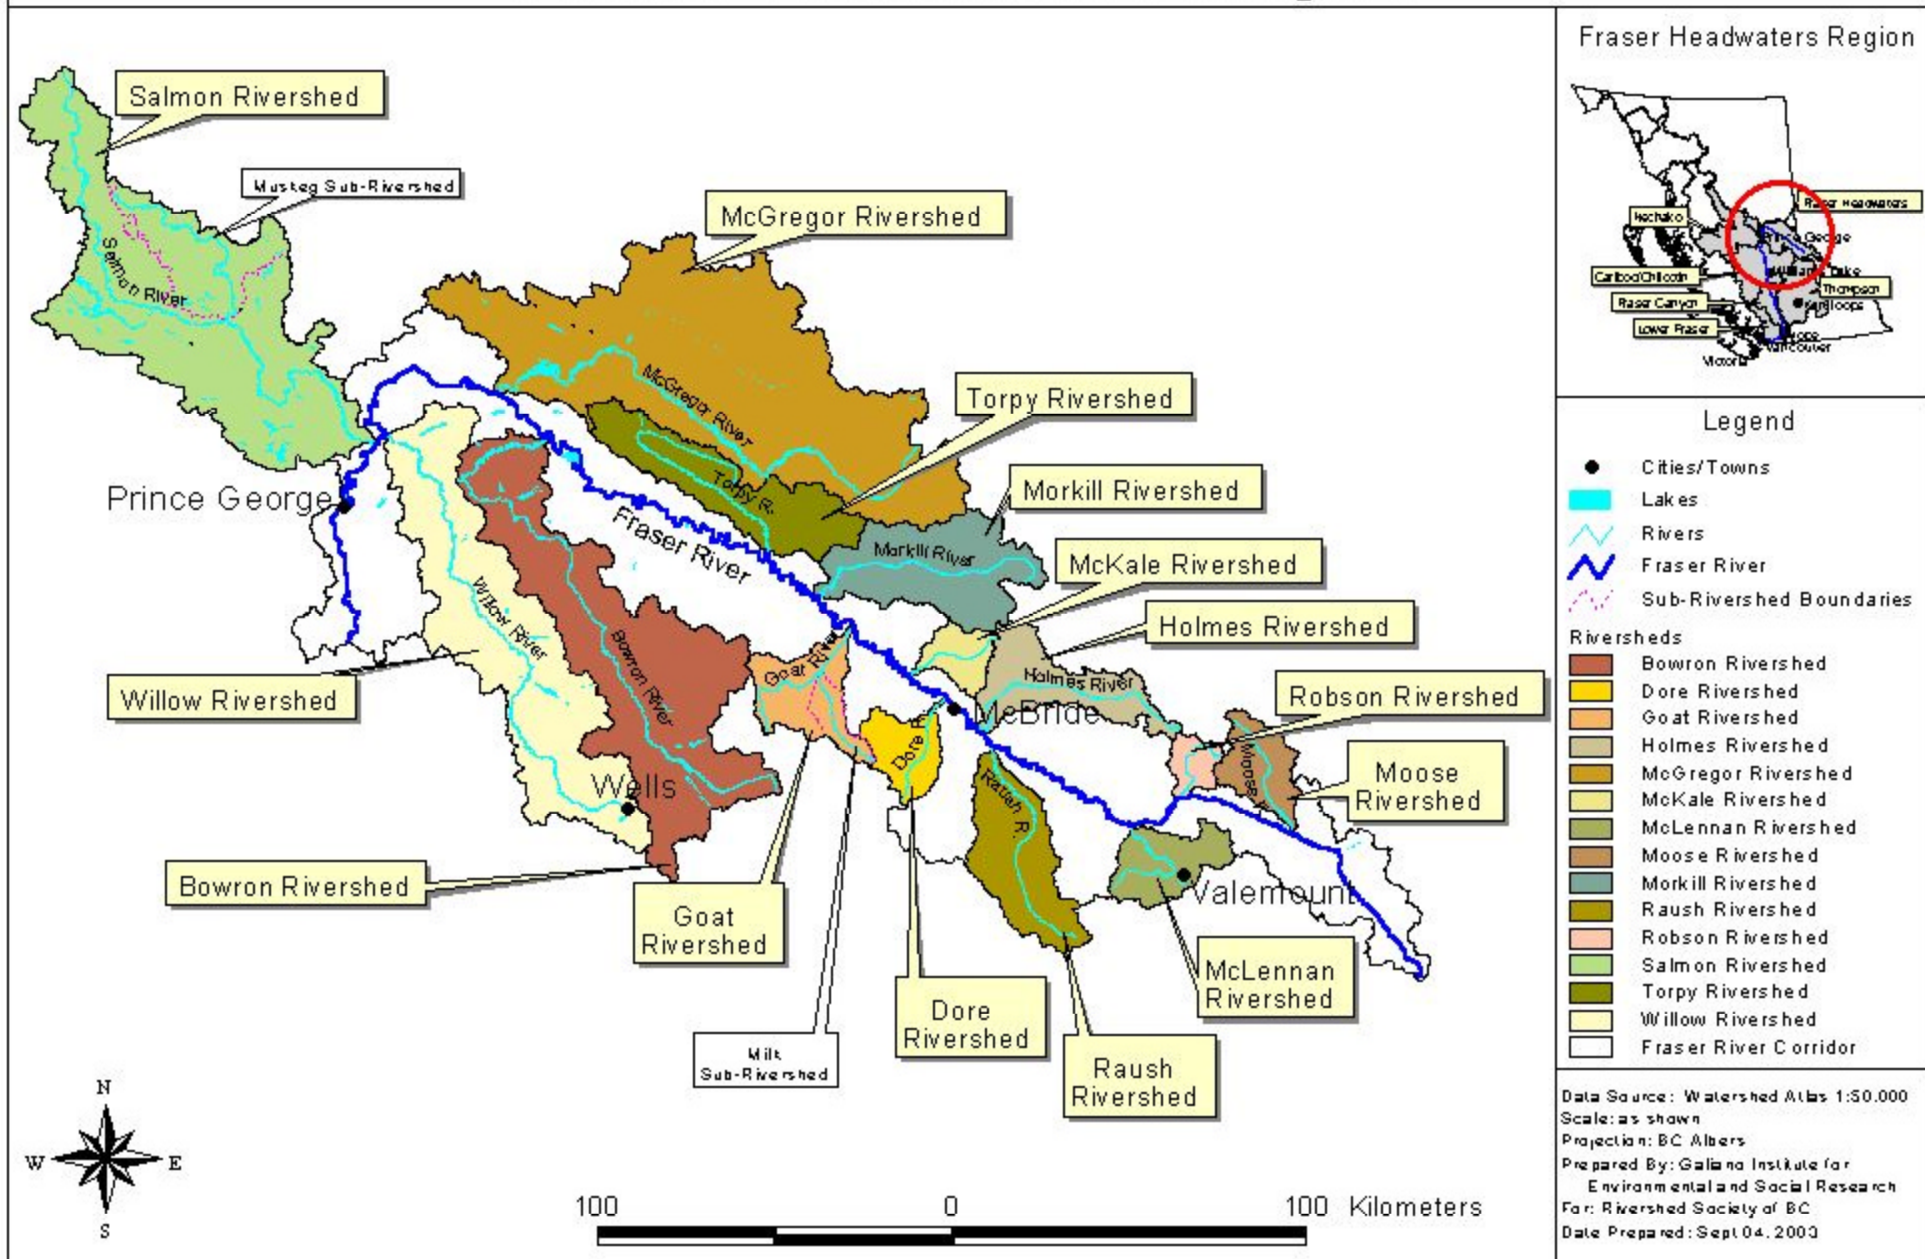 Salmon Rivershed
Muskeg Sub-Rivershed
McGregor Rivershed
Salmon River
McGregor River
Torpy Rivershed
Torpy R.
Morkill Rivershed
Prince George
Fraser River
Morkill River
McKale Rivershed
Willow River
Holmes Rivershed
Bowron River
Goat River
Holmes River
Robson Rivershed
Willow Rivershed
McBride
Dore R.
Moose R.
Moose
Rivershed
Wells
Raush R.
Bowron Rivershed
Valemount
Goat
Rivershed
McLennan
Rivershed
Dore
Rivershed
Milk
Sub-Rivershed
Raush
Rivershed
N
W
E
S
100
0
100 Kilometers
Fraser Headwaters Region
Fraser Headwaters
Nechako
Prince George
Williams Lake
Cariboo/Chilcotin
Thompson
Fraser Canyon
Kamloops
Lower Fraser
Hope
Vancouver
Victoria
Legend
Cities/Towns
Lakes
Rivers
Fraser River
Sub-Rivershed Boundaries
Riversheds
Bowron Rivershed
Dore Rivershed
Goat Rivershed
Holmes Rivershed
McGregor Rivershed
McKale Rivershed
McLennan Rivershed
Moose Rivershed
Morkill Rivershed
Raush Rivershed
Robson Rivershed
Salmon Rivershed
Torpy Rivershed
Willow Rivershed
Fraser River Corridor
Data Source: Watershed Atlas 1:50,000
Scale: as shown
Projection: BC Albers
Prepared By: Galiano Institute for
Environmental and Social Research
For: Rivershed Society of BC
Date Prepared: Sept 04, 2003